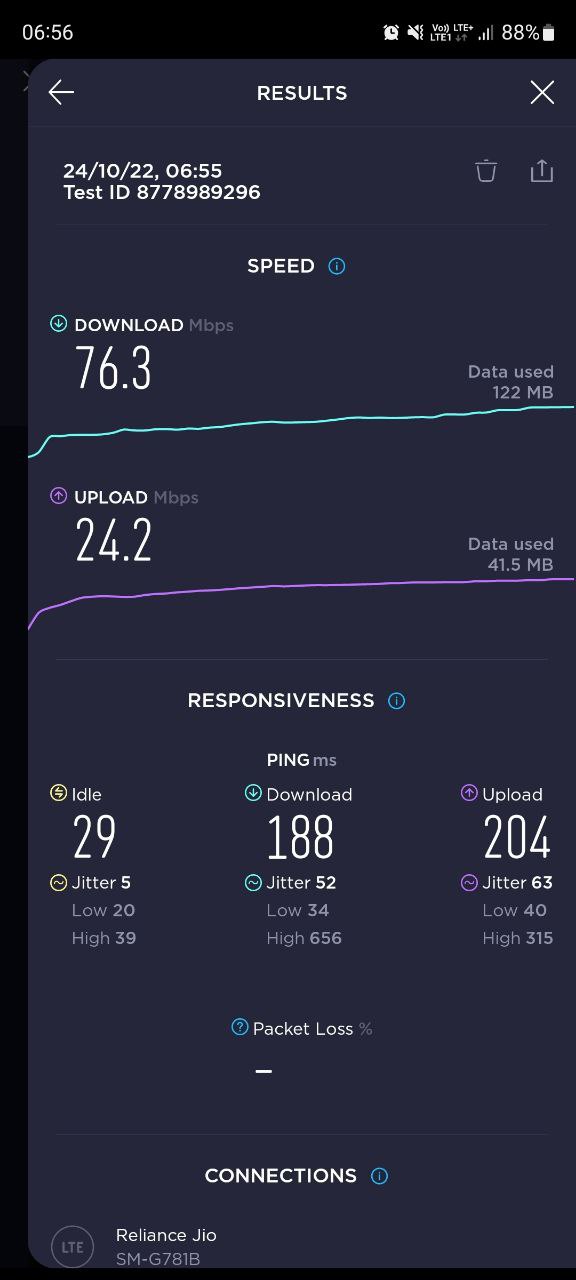 06:56
Vo)) LTE+
LTE1
88%
RESULTS
24/10/22, 06:55
Test ID 8778989296
SPEED
DOWNLOAD Mbps
76.3
Data used
122 MB
UPLOAD Mbps
24.2
Data used
41.5 MB
RESPONSIVENESS
PING ms
Idle Download Upload
29 188 204
Jitter 5 Jitter 52 Jitter 63
Low 20 Low 34 Low 40
High 39 High 656 High 315
? Packet Loss %
–
CONNECTIONS
LTE
Reliance Jio
SM-G781B